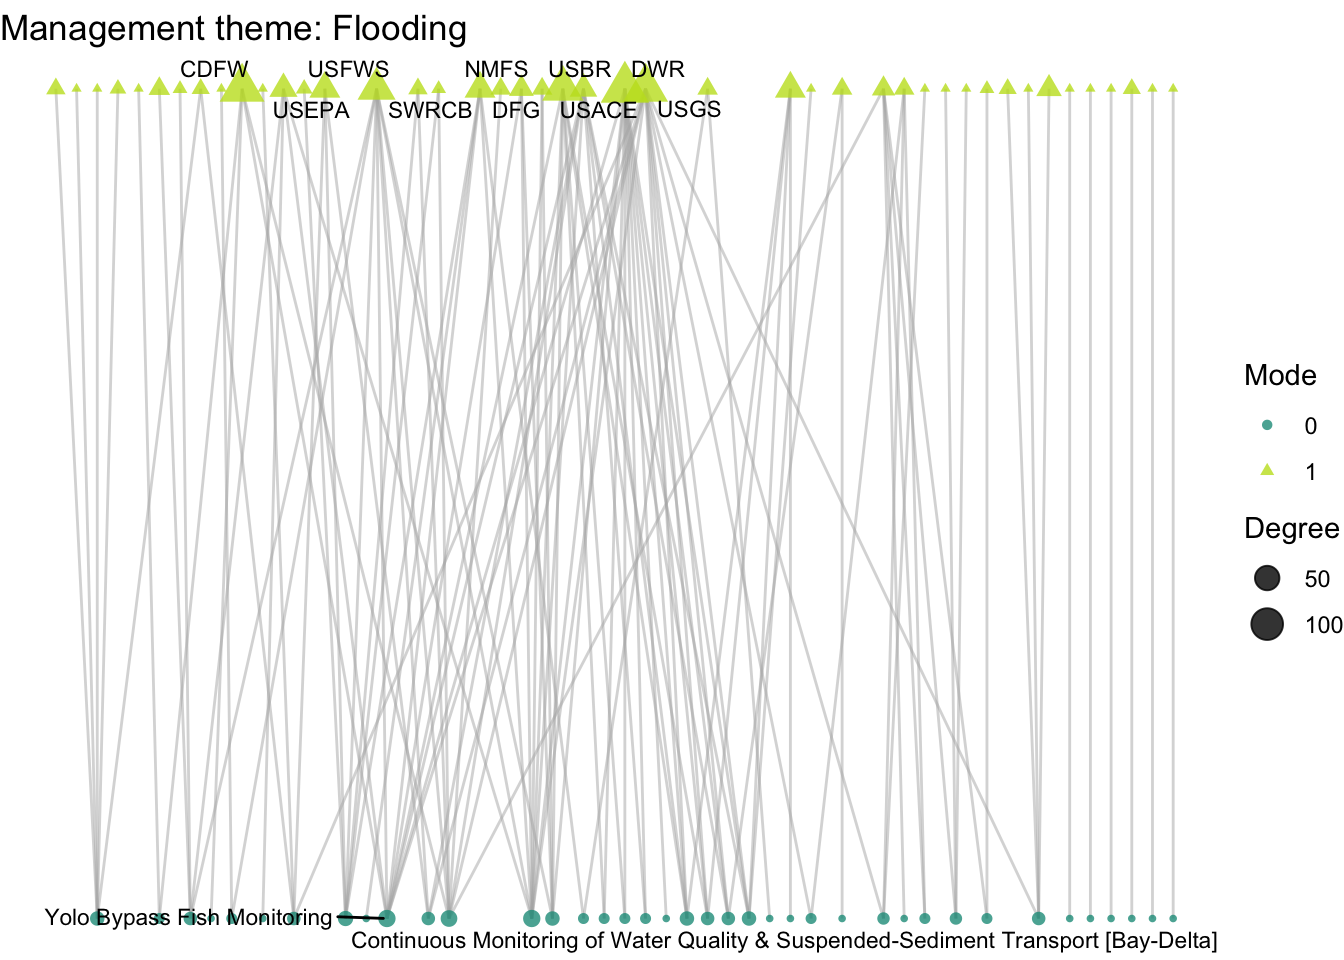 Management theme: Flooding
CDFW USFWS NMFS USBR DWR
USEPA SWRCB DFG USACE USGS
Mode
0
1
Degree
50
100
Yolo Bypass Fish Monitoring
Continuous Monitoring of Water Quality & Suspended-Sediment Transport [Bay-Delta]